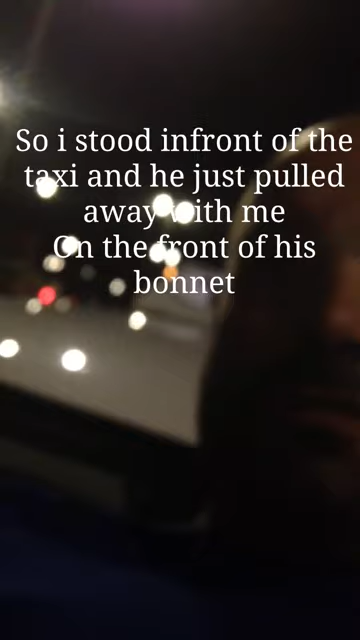 So i stood infront of the
taxi and he just pulled
away with me
On the front of his
bonnet